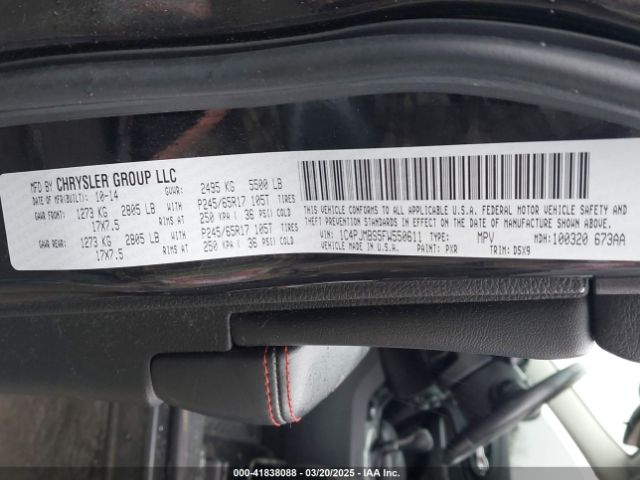 MFD BY CHRYSLER GROUP LLC
DATE OF MFR(BUILT): 10-14 GVWR: 2495 KG 5500 LB
GAWR FRONT: 1273 KG 2805 LB WITH P245/65R17 105T TIRES
17X7.5 RIMS AT 250 KPA ( 36 PSI) COLD
GAWR REAR: 1273 KG 2805 LB WITH P245/65R17 105T TIRES
17X7.5 RIMS AT 250 KPA ( 36 PSI) COLD
THIS VEHICLE CONFORMS TO ALL APPLICABLE U.S.A. FEDERAL MOTOR VEHICLE SAFETY AND THEFT PREVENTION STANDARDS IN EFFECT ON THE DATE OF MANUFACTURE SHOWN ABOVE.
VIN: 1C4PJMBS5FW550611 TYPE: MPV MDH: 100320 673AA
MADE IN U.S.A. PAINT: PXR TRIM: DSX9
000-41838088 — 03/20/2025 — IAA Inc.